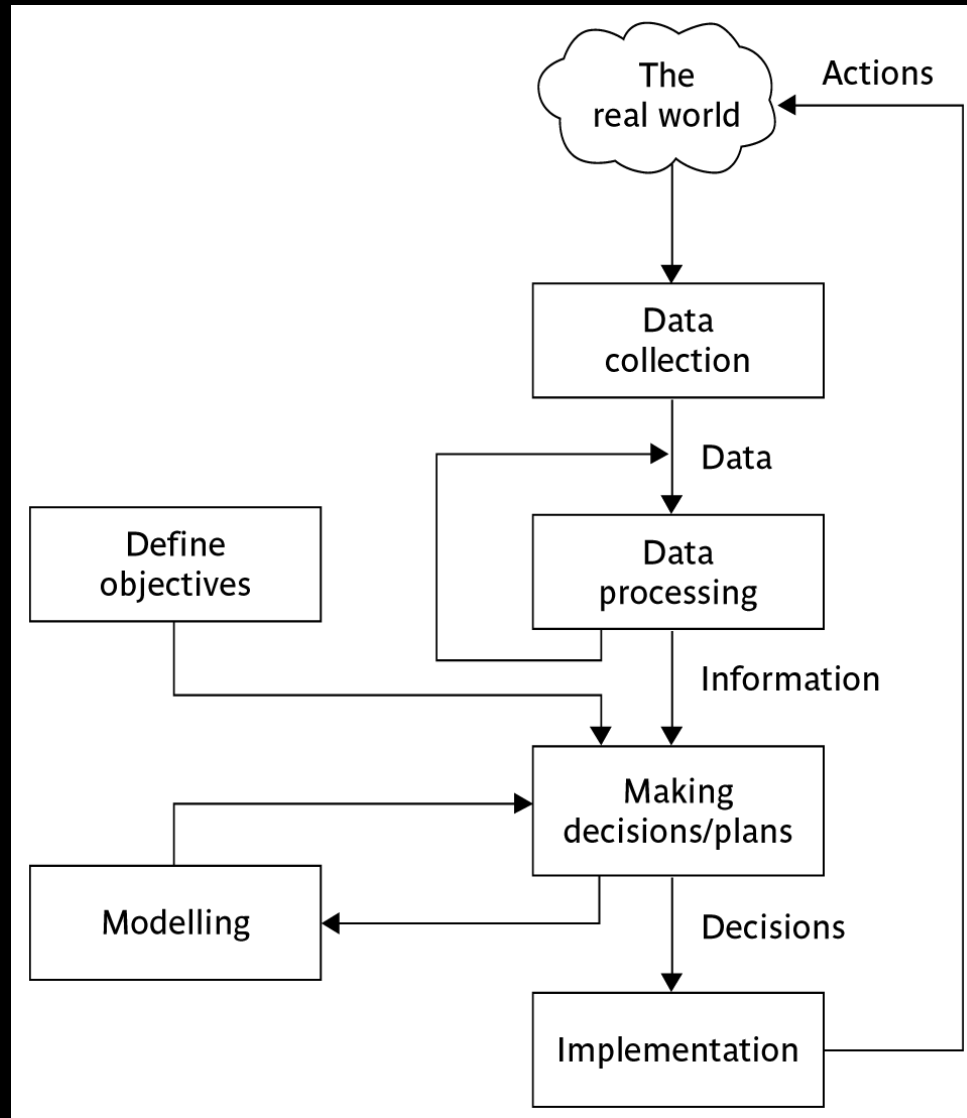 The
real world
Actions
Data
collection
Data
Define
objectives
Data
processing
Information
Making
decisions/plans
Modelling
Decisions
Implementation